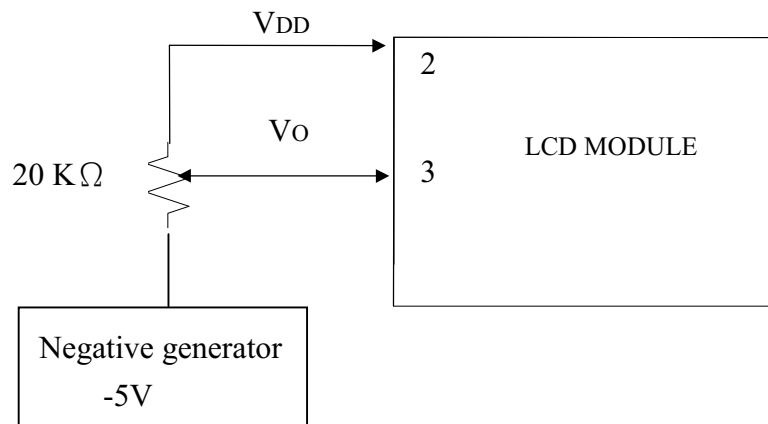 VDD
2
VO
LCD MODULE
20 KΩ
3
Negative generator
-5V